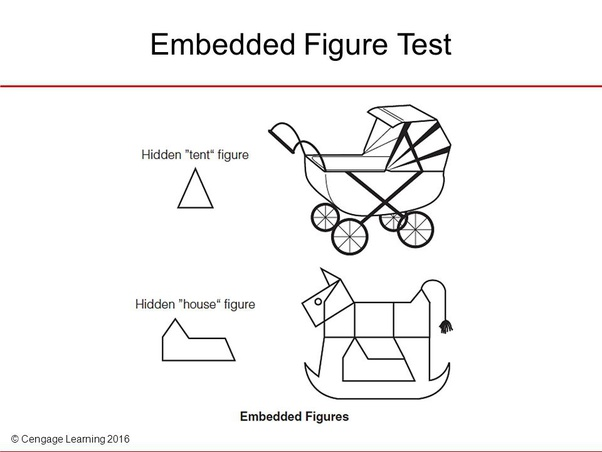 Embedded Figure Test
Hidden ”tent“ figure
Hidden ”house“ figure
Embedded Figures
© Cengage Learning 2016